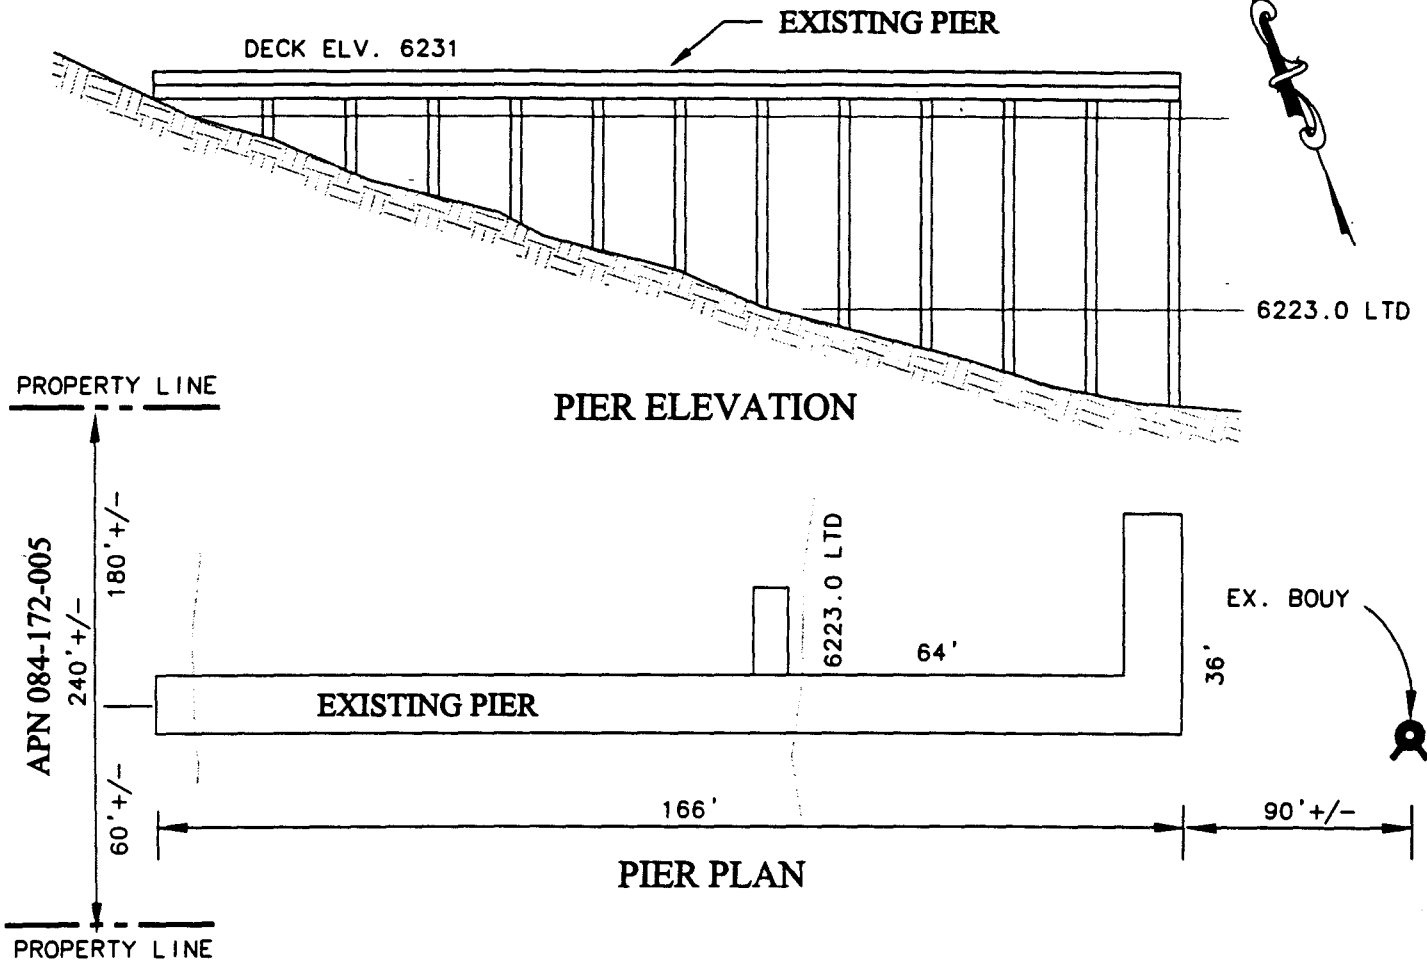 EXISTING PIER
DECK ELV. 6231
6223.0 LTD
PROPERTY LINE
PIER ELEVATION
APN 084-172-005
240'+/-
180'+/-
60'+/-
6223.0 LTD
64'
36'
EX. BOUY
EXISTING PIER
166'
90'+/-
PIER PLAN
PROPERTY LINE